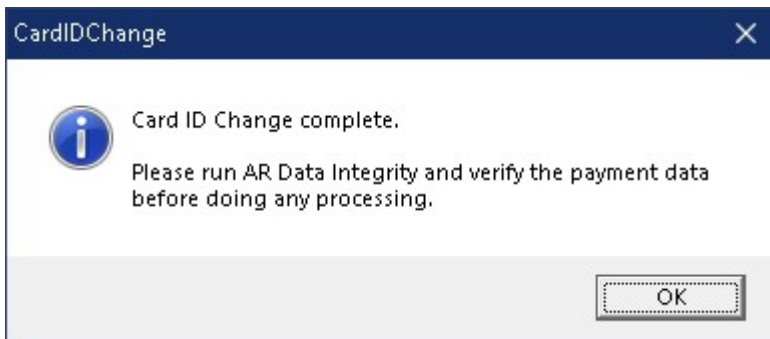 CardIDChange
Card ID Change complete.
Please run AR Data Integrity and verify the payment data
before doing any processing.
OK